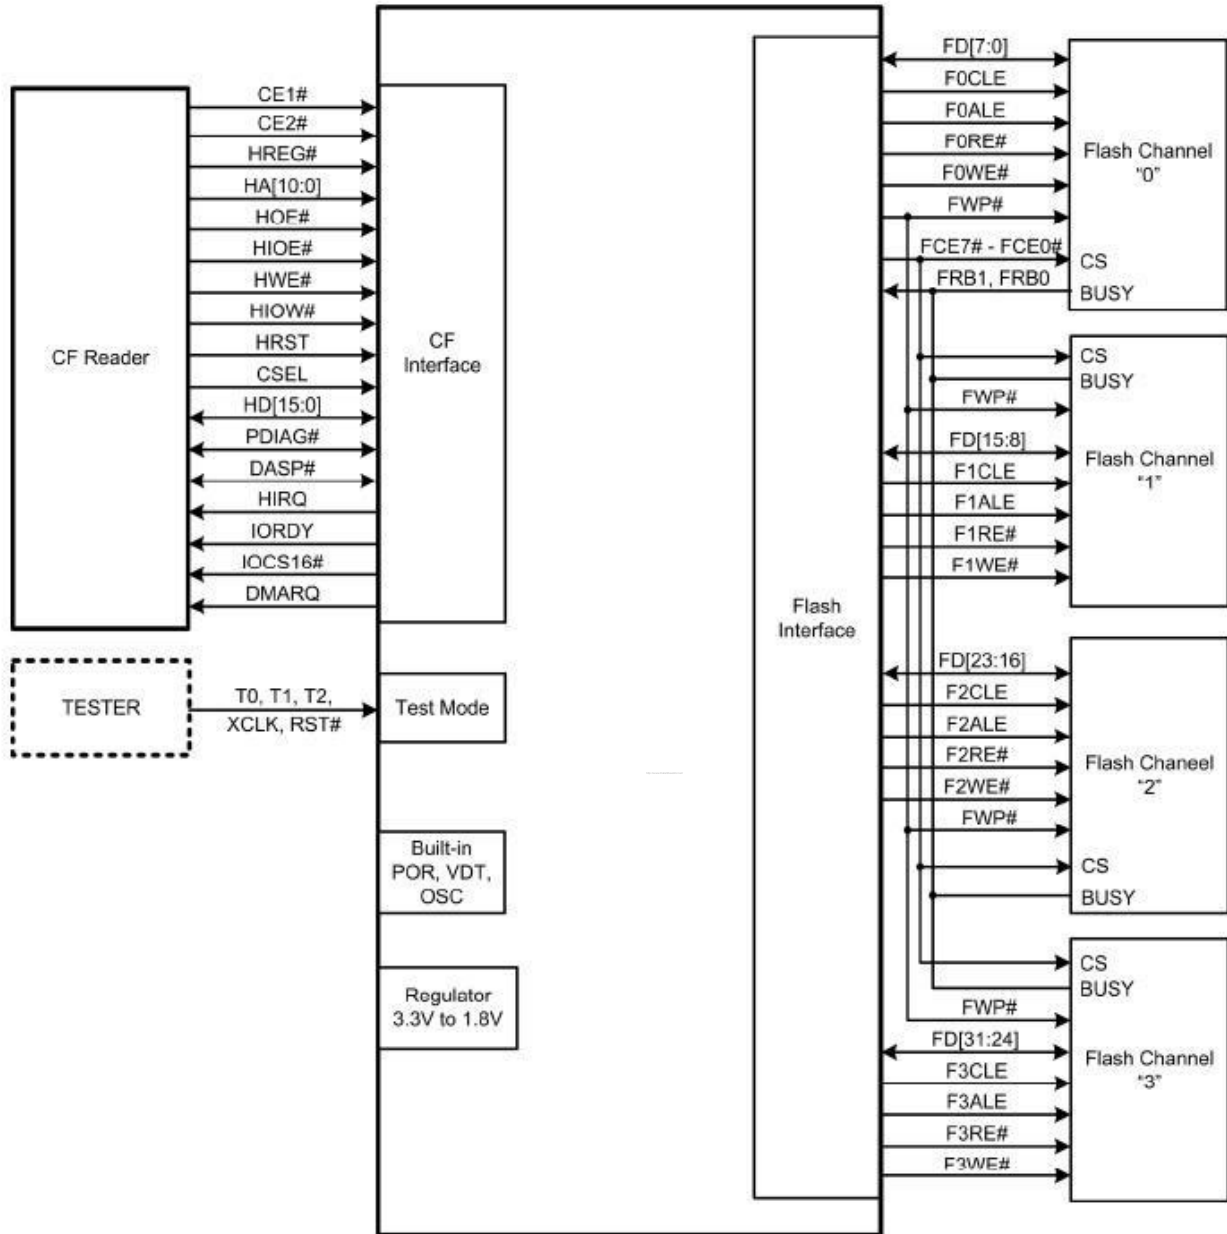 CF Reader
CE1#
CE2#
HREG#
HA[10:0]
HOE#
HIOE#
HWE#
HIOW#
HRST
CSEL
HD[15:0]
PDIAG#
DASP#
HIRQ
IORDY
IOCS16#
DMARQ
CF
Interface
TESTER
T0, T1, T2,
XCLK, RST#
Test Mode
Built-in
POR, VDT,
OSC
Regulator
3.3V to 1.8V
Flash
Interface
FD[7:0]
F0CLE
F0ALE
F0RE#
F0WE#
FWP#
FCE7# - FCE0#
FRB1, FRB0
Flash Channel
"0"
CS
BUSY
CS
BUSY
FWP#
FD[15:8]
F1CLE
F1ALE
F1RE#
F1WE#
Flash Channel
"1"
FD[23:16]
F2CLE
F2ALE
F2RE#
F2WE#
FWP#
Flash Chaneel
"2"
CS
BUSY
CS
BUSY
FWP#
FD[31:24]
F3CLE
F3ALE
F3RE#
F3WE#
Flash Channel
"3"